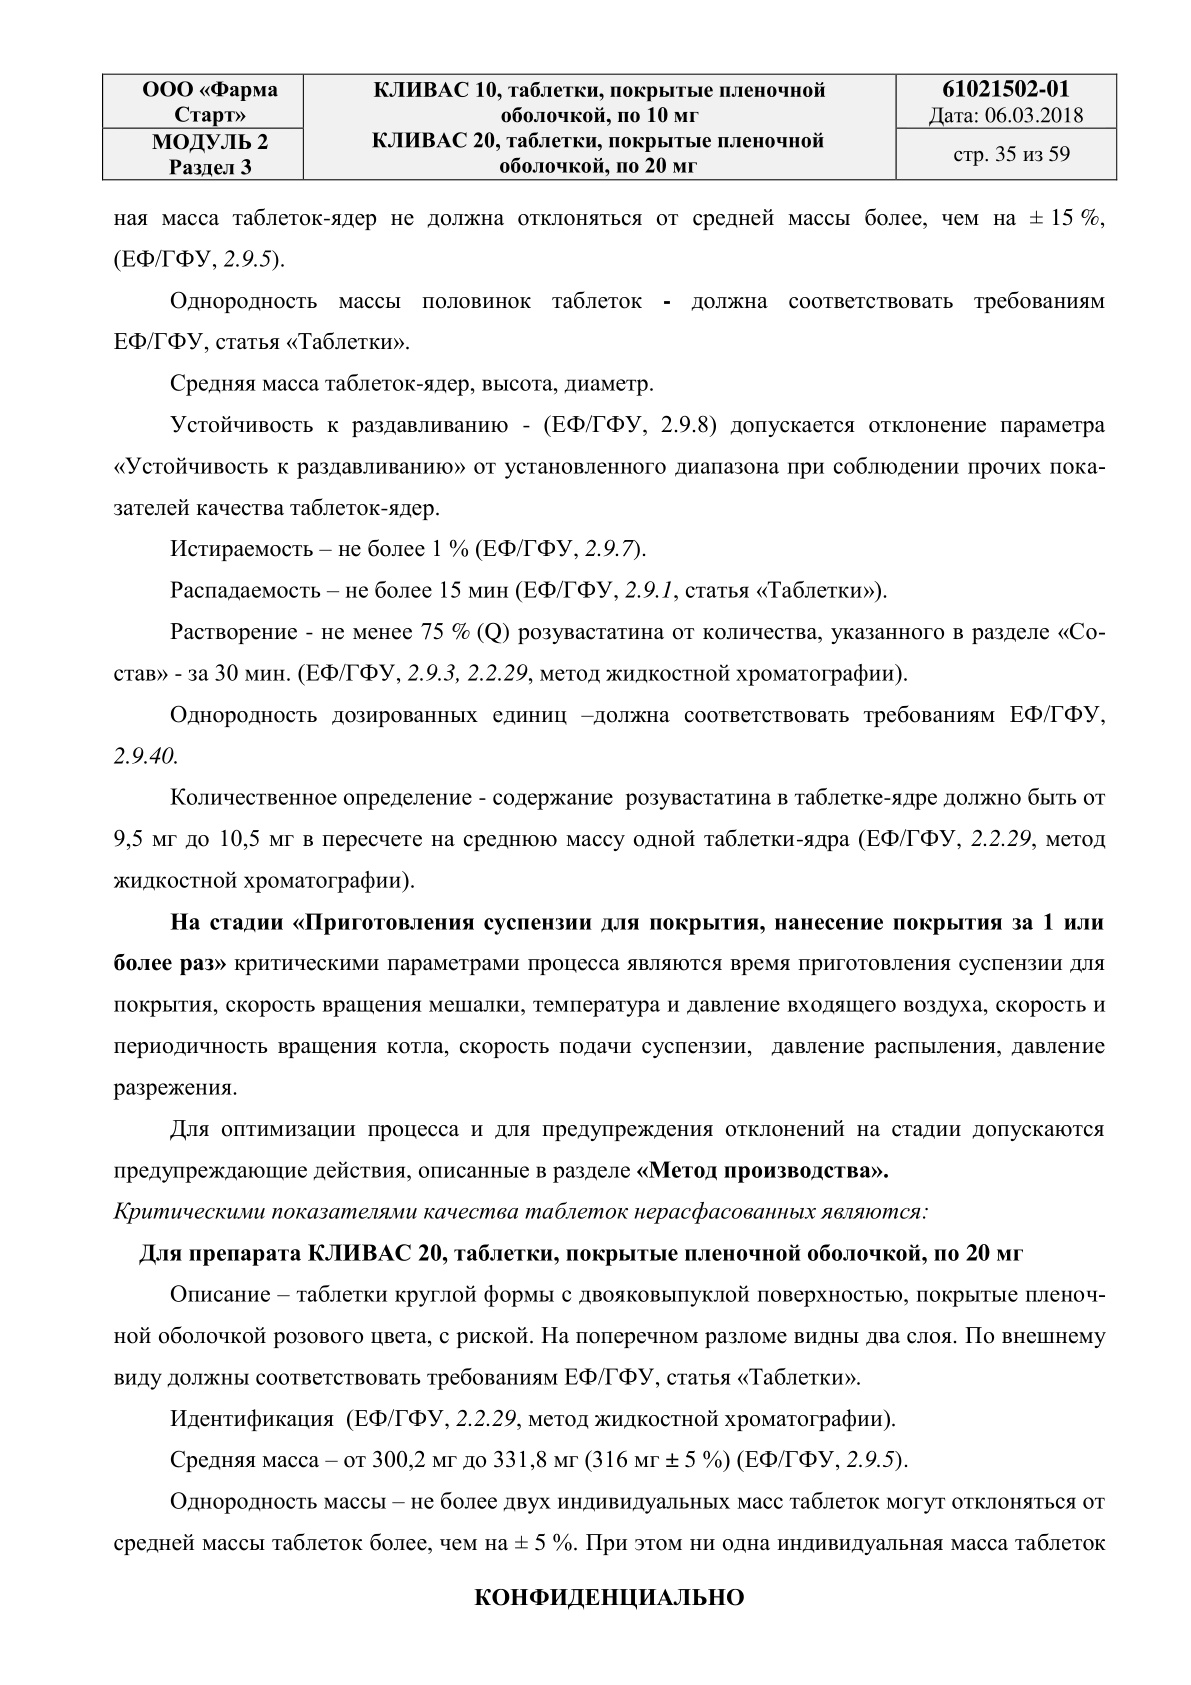 ООО «Фарма
Старт»
МОДУЛЬ 2
Раздел 3
КЛИВАС 10, таблетки, покрытые пленочной
оболочкой, по 10 мг
КЛИВАС 20, таблетки, покрытые пленочной
оболочкой, по 20 мг
61021502-01
Дата: 06.03.2018
стр. 35 из 59
ная масса таблеток-ядер не должна отклоняться от средней массы более, чем на ± 15 %,
(ЕФ/ГФУ, 2.9.5).
Однородность массы половинок таблеток - должна соответствовать требованиям
ЕФ/ГФУ, статья «Таблетки».
Средняя масса таблеток-ядер, высота, диаметр.
Устойчивость к раздавливанию - (ЕФ/ГФУ, 2.9.8) допускается отклонение параметра
«Устойчивость к раздавливанию» от установленного диапазона при соблюдении прочих пока-
зателей качества таблеток-ядер.
Истираемость – не более 1 % (ЕФ/ГФУ, 2.9.7).
Распадаемость – не более 15 мин (ЕФ/ГФУ, 2.9.1, статья «Таблетки»).
Растворение - не менее 75 % (Q) розувастатина от количества, указанного в разделе «Со-
став» - за 30 мин. (ЕФ/ГФУ, 2.9.3, 2.2.29, метод жидкостной хроматографии).
Однородность дозированных единиц –должна соответствовать требованиям ЕФ/ГФУ,
2.9.40.
Количественное определение - содержание розувастатина в таблетке-ядре должно быть от
9,5 мг до 10,5 мг в пересчете на среднюю массу одной таблетки-ядра (ЕФ/ГФУ, 2.2.29, метод
жидкостной хроматографии).
На стадии «Приготовления суспензии для покрытия, нанесение покрытия за 1 или
более раз» критическими параметрами процесса являются время приготовления суспензии для
покрытия, скорость вращения мешалки, температура и давление входящего воздуха, скорость и
периодичность вращения котла, скорость подачи суспензии, давление распыления, давление
разрежения.
Для оптимизации процесса и для предупреждения отклонений на стадии допускаются
предупреждающие действия, описанные в разделе «Метод производства».
Критическими показателями качества таблеток нерасфасованных являются:
Для препарата КЛИВАС 20, таблетки, покрытые пленочной оболочкой, по 20 мг
Описание – таблетки круглой формы с двояковыпуклой поверхностью, покрытые пленоч-
ной оболочкой розового цвета, с риской. На поперечном разломе видны два слоя. По внешнему
виду должны соответствовать требованиям ЕФ/ГФУ, статья «Таблетки».
Идентификация (ЕФ/ГФУ, 2.2.29, метод жидкостной хроматографии).
Средняя масса – от 300,2 мг до 331,8 мг (316 мг ± 5 %) (ЕФ/ГФУ, 2.9.5).
Однородность массы – не более двух индивидуальных масс таблеток могут отклоняться от
средней массы таблеток более, чем на ± 5 %. При этом ни одна индивидуальная масса таблеток
КОНФИДЕНЦИАЛЬНО